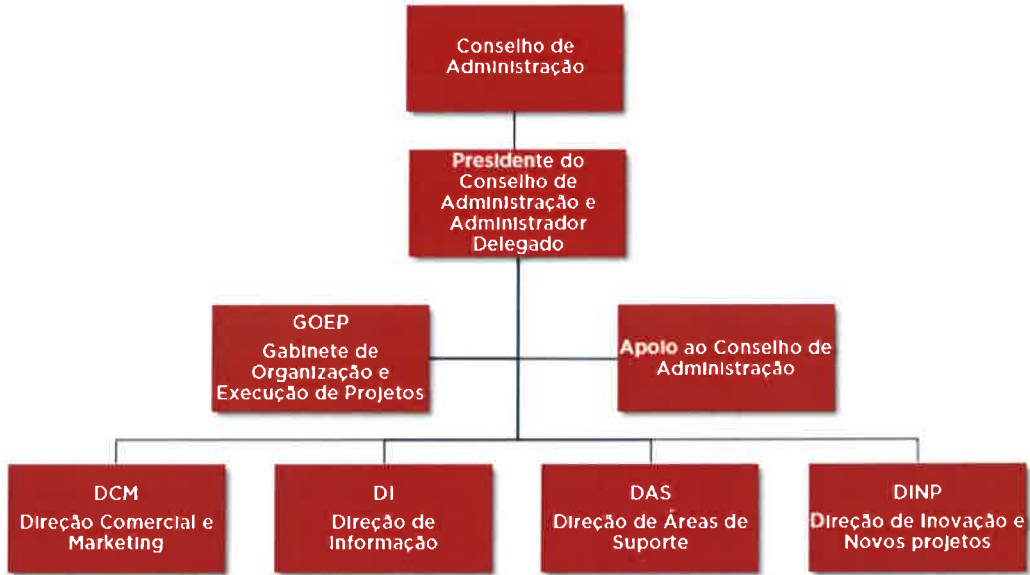 Conselho de
Administração
Presidente do
Conselho de
Administração e
Administrador
Delegado
GOEP
Gabinete de
Organização e
Execução de Projetos
Apoio ao Conselho de
Administração
DCM
Direção Comercial e
Marketing
DI
Direção de
Informação
DAS
Direção de Áreas de
Suporte
DINP
Direção de Inovação e
Novos projetos